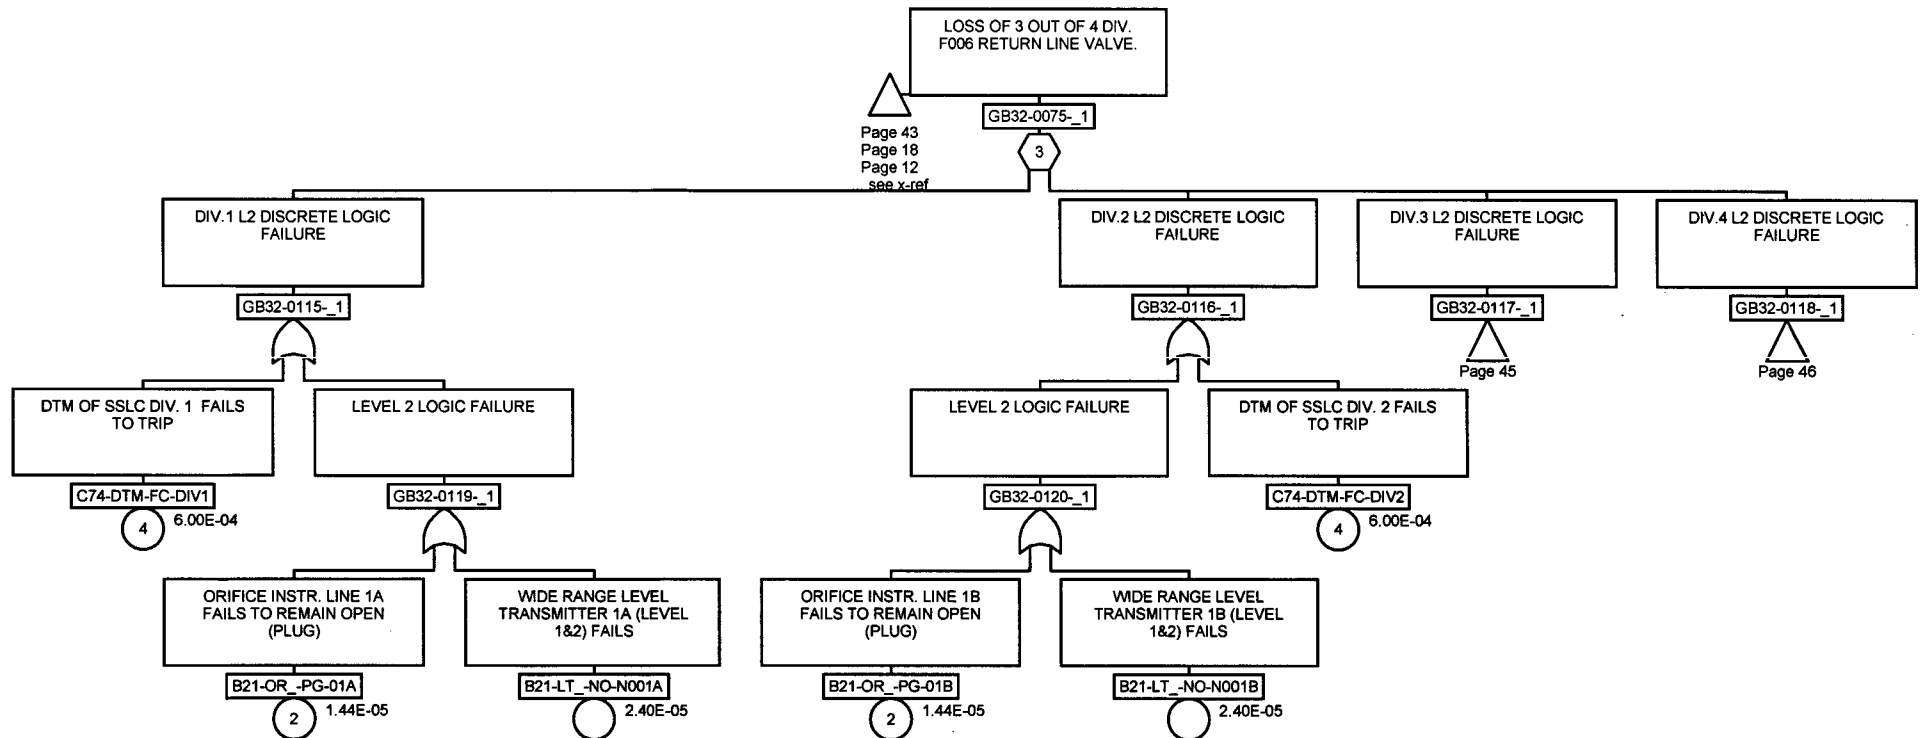 LOSS OF 3 OUT OF 4 DIV.
F006 RETURN LINE VALVE.
GB32-0075-_1
Page 43
Page 18
Page 12
see x-ref
3
DIV.1 L2 DISCRETE LOGIC
FAILURE
GB32-0115-_1
DIV.2 L2 DISCRETE LOGIC
FAILURE
GB32-0116-_1
DIV.3 L2 DISCRETE LOGIC
FAILURE
GB32-0117-_1
Page 45
DIV.4 L2 DISCRETE LOGIC
FAILURE
GB32-0118-_1
Page 46
DTM OF SSLC DIV. 1 FAILS
TO TRIP
C74-DTM-FC-DIV1
4
6.00E-04
LEVEL 2 LOGIC FAILURE
GB32-0119-_1
LEVEL 2 LOGIC FAILURE
GB32-0120-_1
DTM OF SSLC DIV. 2 FAILS
TO TRIP
C74-DTM-FC-DIV2
4
6.00E-04
ORIFICE INSTR. LINE 1A
FAILS TO REMAIN OPEN
(PLUG)
B21-OR_-PG-01A
2
1.44E-05
WIDE RANGE LEVEL
TRANSMITTER 1A (LEVEL
1&2) FAILS
B21-LT_-NO-N001A
2.40E-05
ORIFICE INSTR. LINE 1B
FAILS TO REMAIN OPEN
(PLUG)
B21-OR_-PG-01B
2
1.44E-05
WIDE RANGE LEVEL
TRANSMITTER 1B (LEVEL
1&2) FAILS
B21-LT_-NO-N001B
2.40E-05